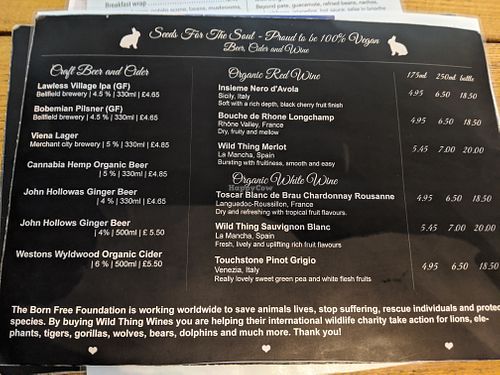 Breakfast wrap
Beyond pate, guacamole, refried beans, nachos,
Seeds For The Soul - Proud to be 100% Vegan
Beer, Cider and Wine
Craft Beer and Cider
Lawless Village Ipa (GF)
Bellfield brewery | 4.5 % | 330ml | £4.65
Bohemian Pilsner (GF)
Bellfield brewery | 4.5 % | 330ml | £4.65
Viena Lager
Merchant city brewery | 5 % | 330ml | £4.65
Cannabia Hemp Organic Beer
| 5 % | 330ml | £4.85
John Hollowas Ginger Beer
| 4 % | 330ml | £4.65
John Hollows Ginger Beer
| 4% | 500ml | £ 5.50
Westons Wyldwood Organic Cider
| 6 % | 500ml | £5.50
Organic Red Wine 175ml 250ml bottle
Insieme Nero d'Avola 4.95 6.50 18.50
Sicily, Italy
Soft with a rich depth, black cherry fruit finish
Bouche de Rhone Longchamp 4.95 6.50 18.50
Rhône Valley, France
Dry, fruity and mellow
Wild Thing Merlot 5.45 7.00 20.00
La Mancha, Spain
Bursting with fruitiness, smooth and easy
Organic White Wine
HappyCow
Toscar Blanc de Brau Chardonnay Rousanne 4.95 6.50 18.50
Languedoc-Roussillon, France
Dry and refreshing with tropical fruit flavours.
Wild Thing Sauvignon Blanc 5.45 7.00 20.00
La Mancha, Spain
Fresh, lively and uplifting rich fruit flavours
Touchstone Pinot Grigio 4.95 6.50 18.50
Venezia, Italy
Really lovely sweet green pea and white flesh fruits
The Born Free Foundation is working worldwide to save animals lives, stop suffering, rescue individuals and protec
species. By buying Wild Thing Wines you are helping their international wildlife charity take action for lions, ele-
phants, tigers, gorillas, wolves, bears, dolphins and much more. Thank you!